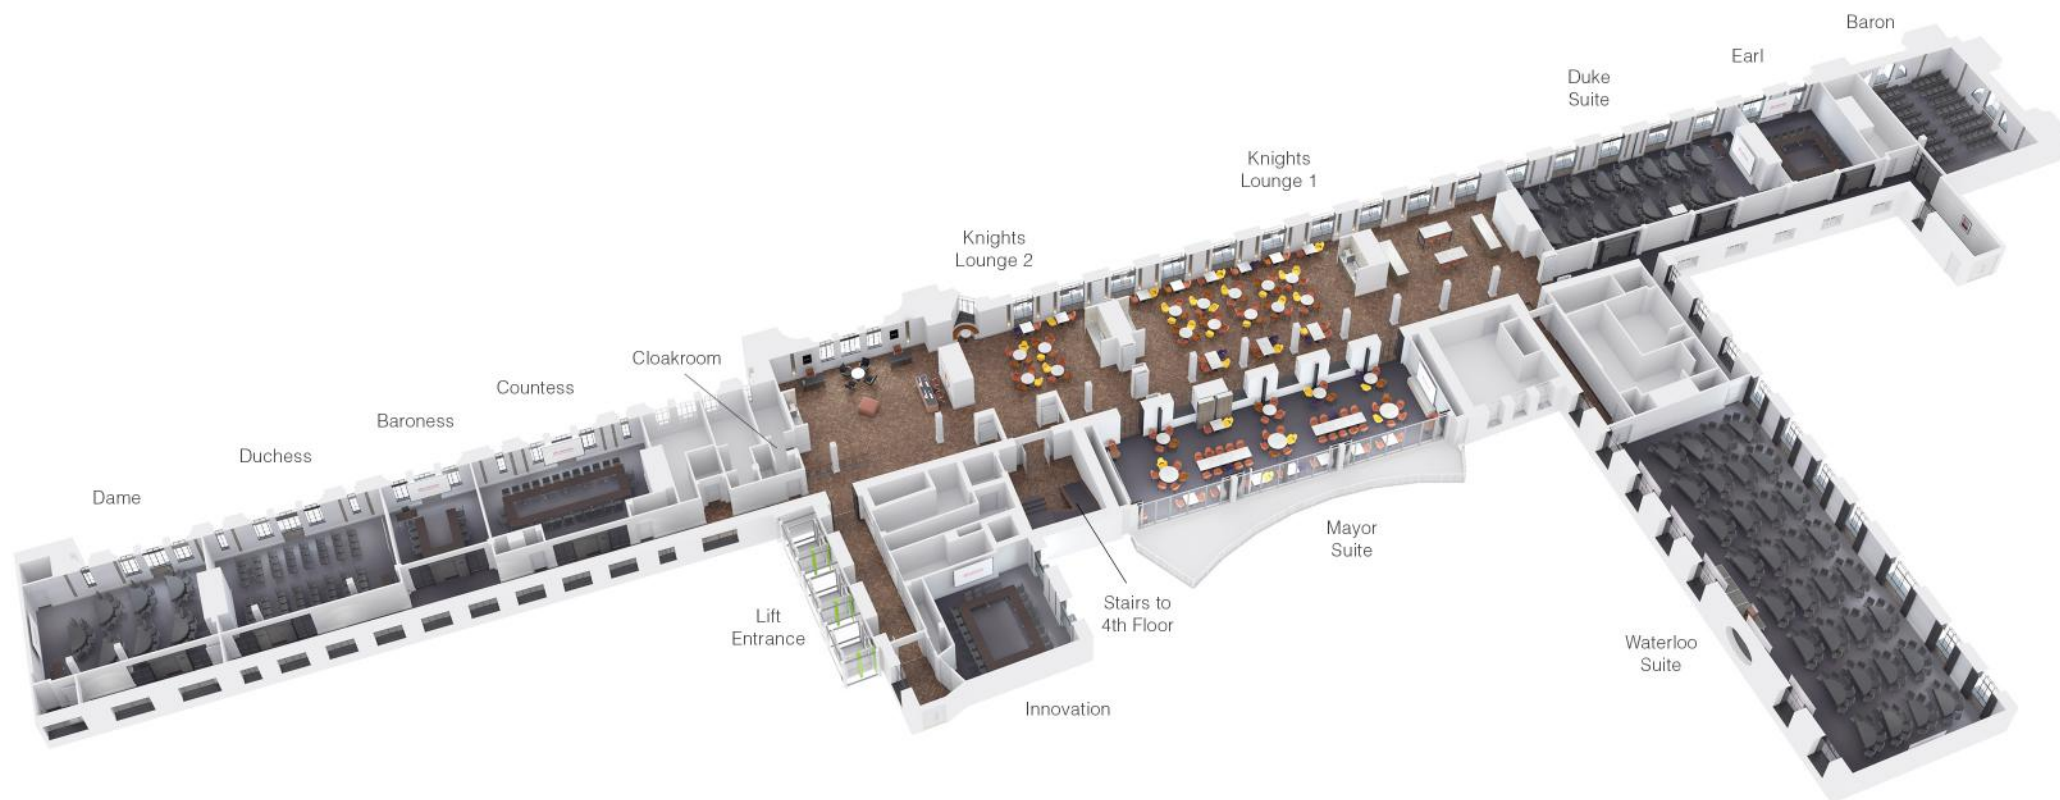 Baron
Earl
Duke
Suite
Knights
Lounge 1
Knights
Lounge 2
Cloakroom
Countess
Baroness
Duchess
Dame
Mayor
Suite
Stairs to
4th Floor
Lift
Entrance
Waterloo
Suite
Innovation